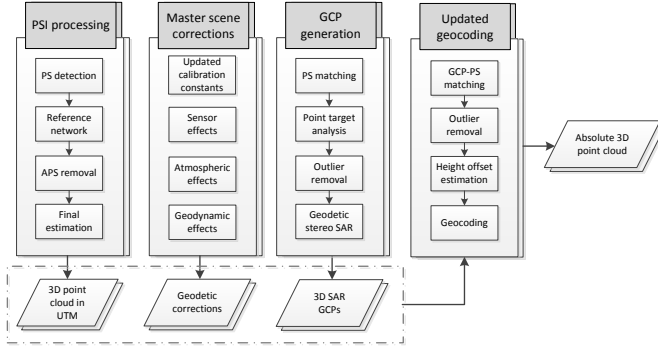 PSI processing
PS detection
Reference
network
APS removal
Final
estimation
3D point
cloud in
UTM
Master scene
corrections
Updated
calibration
constants
Sensor
effects
Atmospheric
effects
Geodynamic
effects
Geodetic
corrections
GCP
generation
PS matching
Point target
analysis
Outlier
removal
Geodetic
stereo SAR
3D SAR
GCPs
Updated
geocoding
GCP-PS
matching
Outlier
removal
Height offset
estimation
Geocoding
Absolute 3D
point cloud